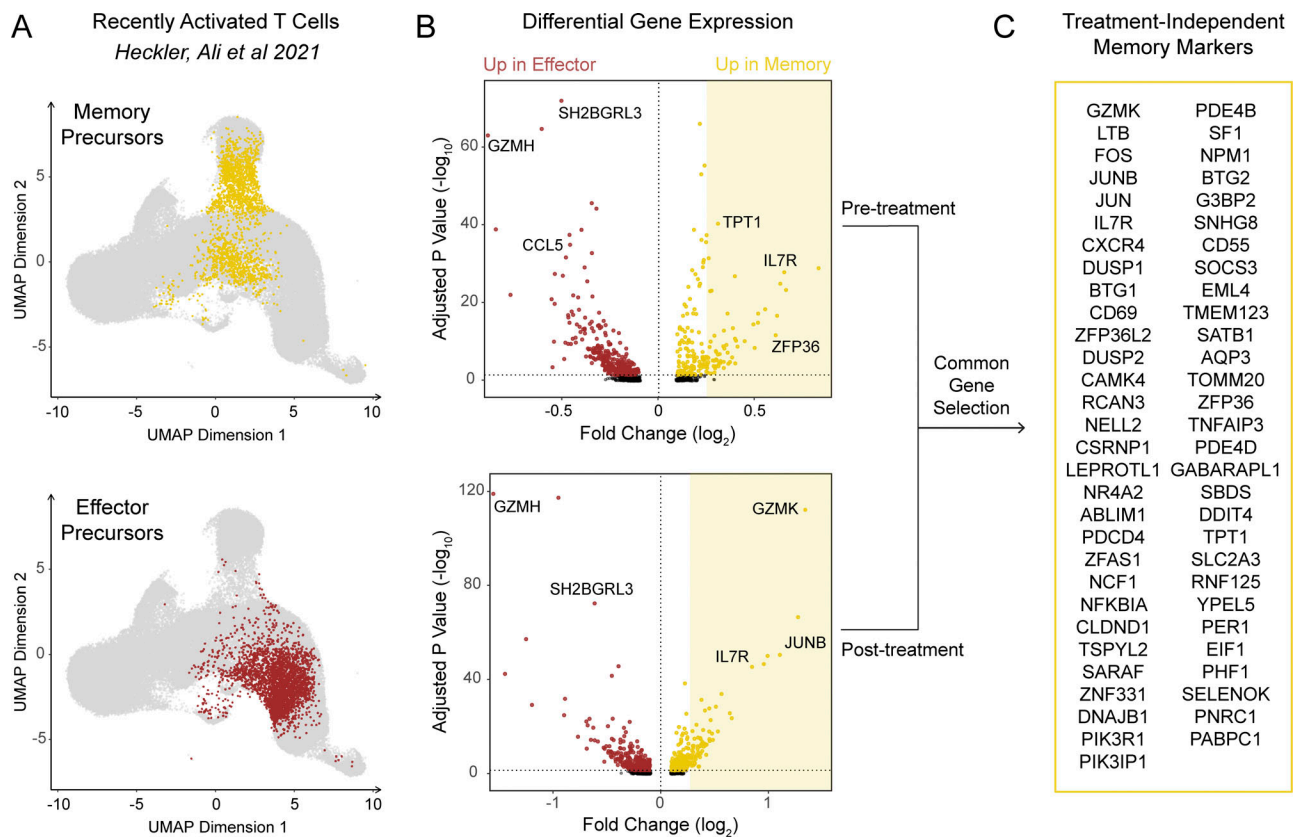 A
Recently Activated T Cells
Heckler, Ali et al 2021
Memory
Precursors
UMAP Dimension 2
5
0
-5
-10
-5
0
5
10
UMAP Dimension 1
Effector
Precursors
UMAP Dimension 2
5
0
-5
-10
-5
0
5
10
UMAP Dimension 1
B
Differential Gene Expression
Up in Effector
Up in Memory
Adjusted P Value (-log10)
60
40
20
0
SH2BGRL3
GZMH
CCL5
TPT1
IL7R
ZFP36
-0.5
0
0.5
Fold Change (log2)
Adjusted P Value (-log10)
120
80
40
0
GZMH
GZMK
SH2BGRL3
JUNB
IL7R
-1
0
1
Fold Change (log2)
Pre-treatment
Post-treatment
Common
Gene
Selection
C
Treatment-Independent
Memory Markers
GZMK
LTB
FOS
JUNB
JUN
IL7R
CXCR4
DUSP1
BTG1
CD69
ZFP36L2
DUSP2
CAMK4
RCAN3
NELL2
CSRNP1
LEPROTL1
NR4A2
ABLIM1
PDCD4
ZFAS1
NCF1
NFKBIA
CLDND1
TSPYL2
SARAF
ZNF331
DNAJB1
PIK3R1
PIK3IP1
PDE4B
SF1
NPM1
BTG2
G3BP2
SNHG8
CD55
SOCS3
EML4
TMEM123
SATB1
AQP3
TOMM20
ZFP36
TNFAIP3
PDE4D
GABARAPL1
SBDS
DDIT4
TPT1
SLC2A3
RNF125
YPEL5
PER1
EIF1
PHF1
SELENOK
PNRC1
PABPC1